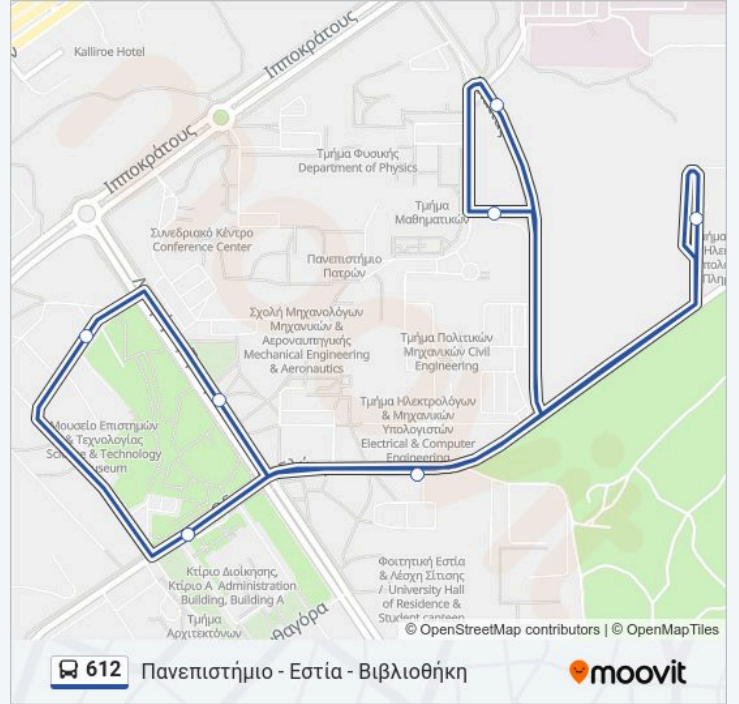 Kalliroe Hotel
Ιπποκράτους
Ιπποκράτους
Τμήμα Φυσικής
Department of Physics
Τμήμα
Μαθηματικών
Συνεδριακό Κέντρο
Conference Center
Πανεπιστήμιο
Πατρών
Σχολή Μηχανολόγων
Μηχανικών &
Αεροναυπηγικής
Mechanical Engineering
& Aeronautics
Τμήμα Πολιτικών
Μηχανικών Civil
Engineering
Τμήμα Ηλεκτρολόγων
& Μηχανικών
Υπολογιστών
Electrical & Computer
Engineering
Μουσείο Επιστημών
& Τεχνολογίας
Science & Technology
Museum
Κτίριο Διοίκησης,
Κτίριο Α Administration
Building, Building A
Τμήμα
Αρχιτεκτόνων
Φοιτητική Εστία
& Λέσχη Σίτισης
/ University Hall
of Residence &
Student canteen
© OpenStreetMap contributors | © OpenMapTiles
612 Πανεπιστήμιο - Εστία - Βιβλιοθήκη
moovit